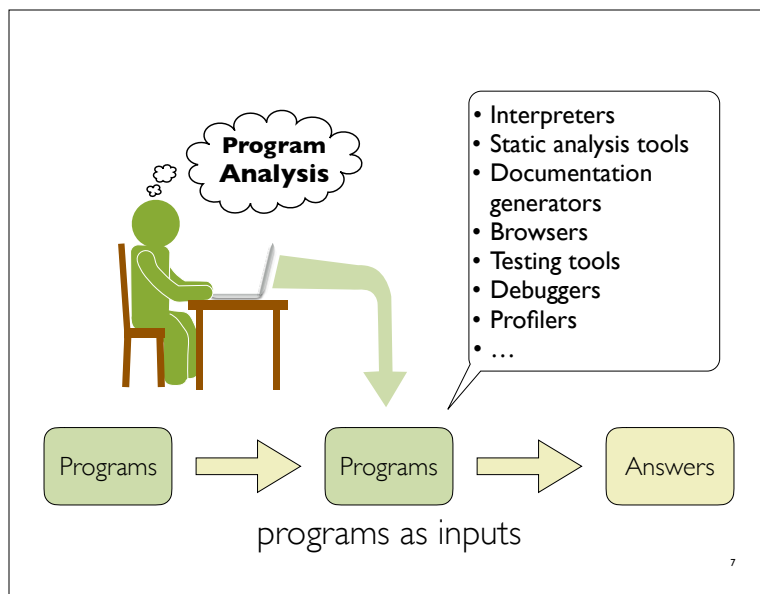 Program
Analysis
• Interpreters
• Static analysis tools
• Documentation
generators
• Browsers
• Testing tools
• Debuggers
• Profilers
• …
Programs
Programs
Answers
programs as inputs
7